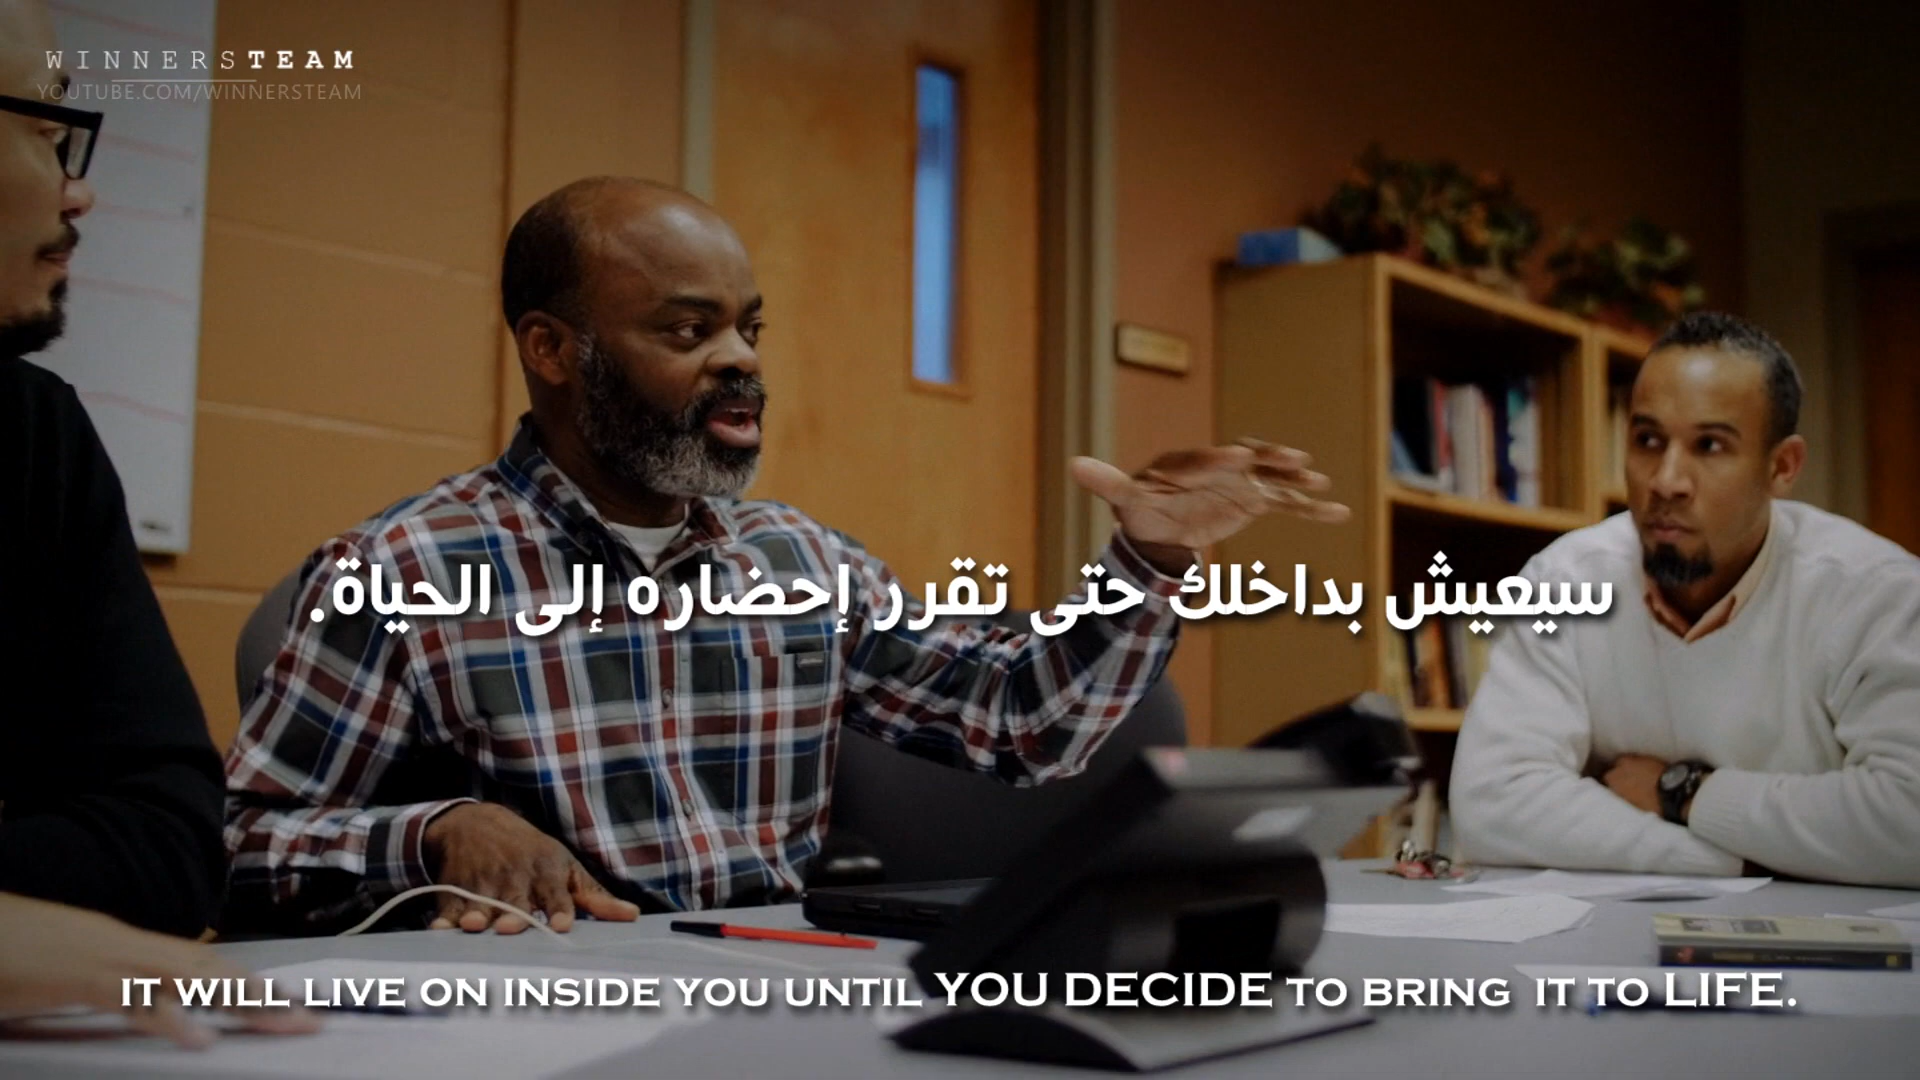 WINNERSTEAM
YOUTUBE.COM/WINNERSTEAM
سيعيش بداخلك حتى تقرر إحضاره إلى الحياة.
IT WILL LIVE ON INSIDE YOU UNTIL YOU DECIDE TO BRING IT TO LIFE.